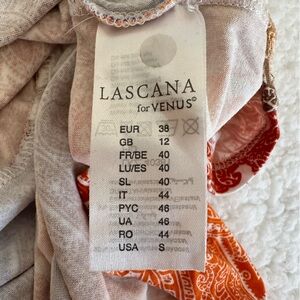 LASCANA
for VENUS®
EUR 38
GB 12
FR/BE 40
LU/ES 40
SL 40
IT 44
PYC 46
UA 46
RO 44
USA S